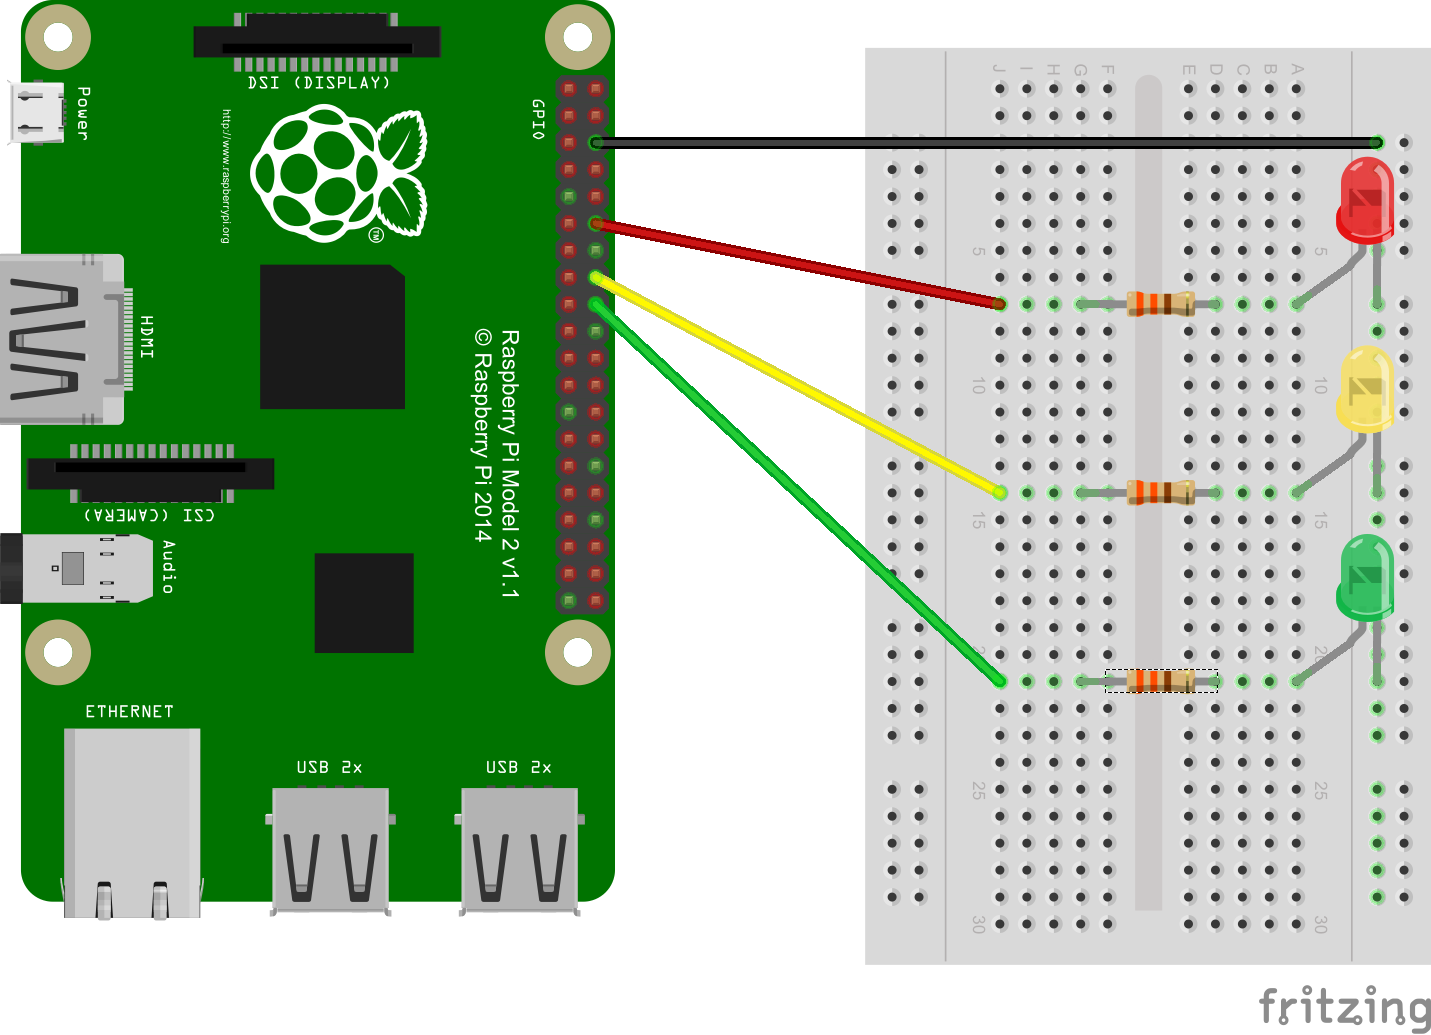 DSI (DISPLAY)
Power
http://www.raspberrypi.org
GPIO
TM
HDMI
Raspberry Pi Model 2 v1.1
© Raspberry Pi 2014
CSI (CAMERA)
Audio
ETHERNET
USB 2x
USB 2x
J I H G F E D C B A
5 5
10 10
15 15
20
25 25
30 30
fritzing